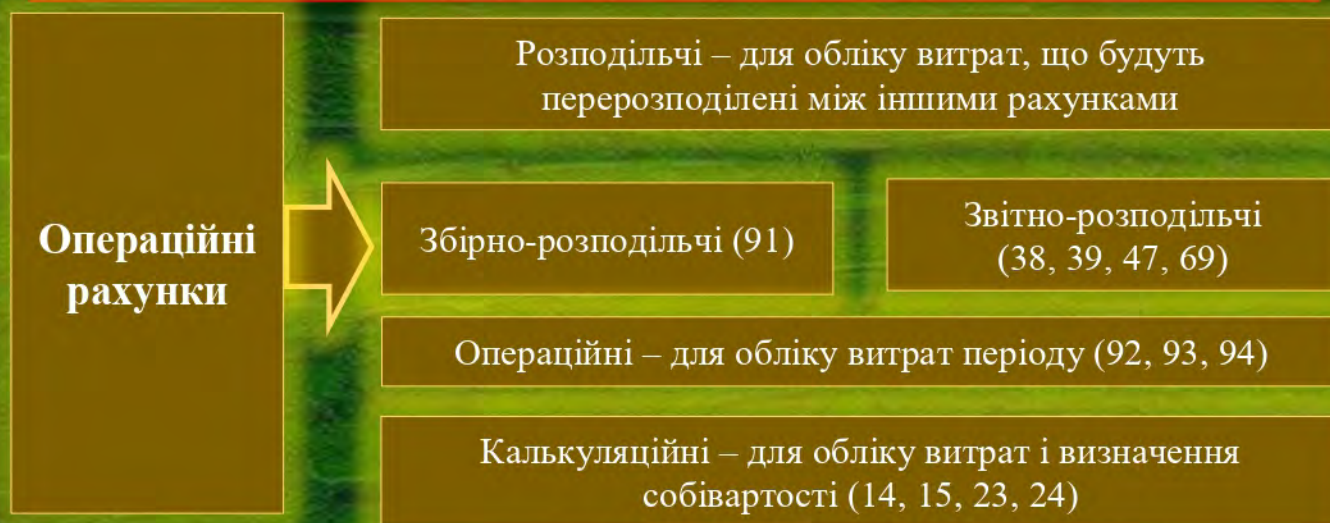 Операційні
рахунки
Розподільчі – для обліку витрат, що будуть
перерозподілені між іншими рахунками
Збірно-розподільчі (91)
Звітно-розподільчі
(38, 39, 47, 69)
Операційні – для обліку витрат періоду (92, 93, 94)
Калькуляційні – для обліку витрат і визначення
собівартості (14, 15, 23, 24)